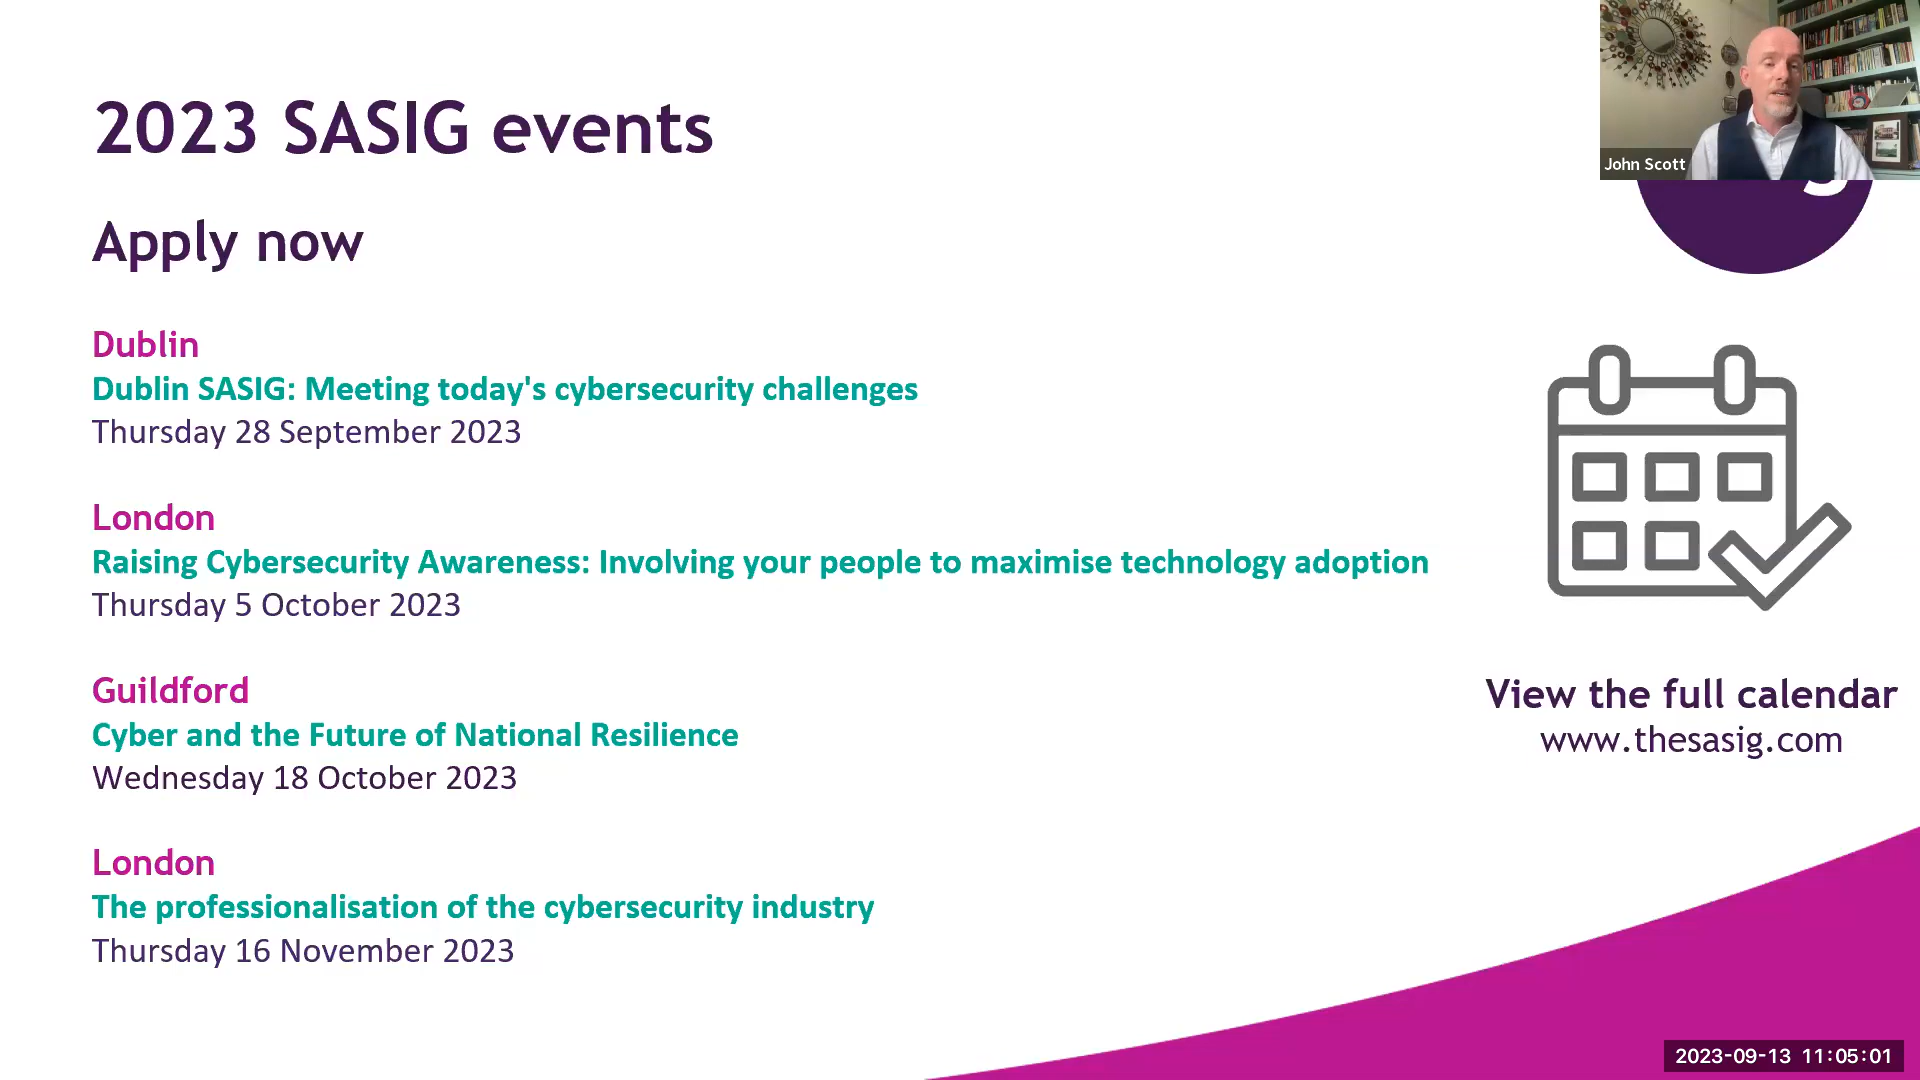 2023 SASIG events
John Scott
Apply now
Dublin
Dublin SASIG: Meeting today's cybersecurity challenges
Thursday 28 September 2023
London
Raising Cybersecurity Awareness: Involving your people to maximise technology adoption
Thursday 5 October 2023
Guildford
Cyber and the Future of National Resilience
Wednesday 18 October 2023
London
The professionalisation of the cybersecurity industry
Thursday 16 November 2023
View the full calendar
www.thesasig.com
2023-09-13 11:05:01